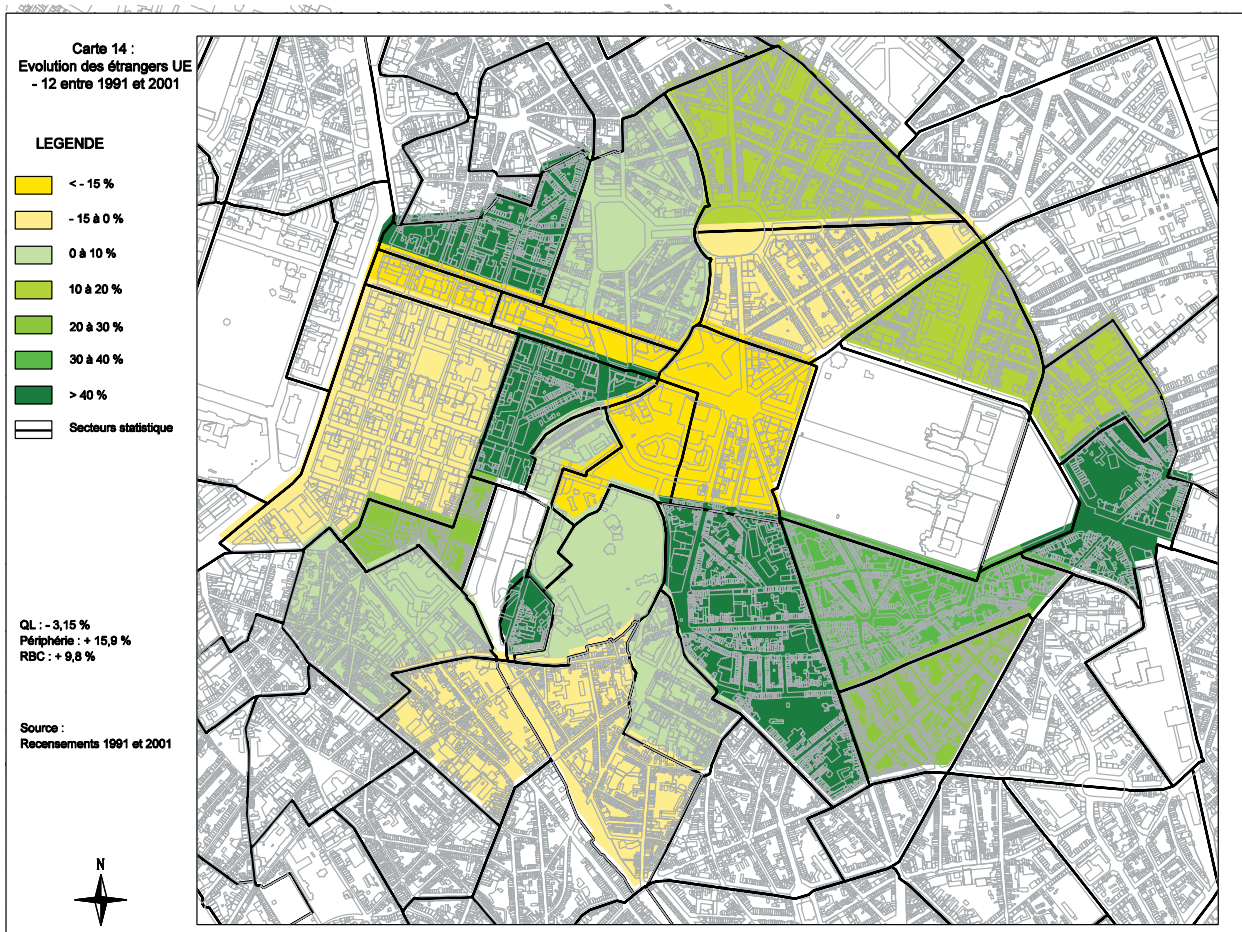 Carte 14 :
Evolution des étrangers UE
- 12 entre 1991 et 2001
LEGENDE
< - 15 %
- 15 à 0 %
0 à 10 %
10 à 20 %
20 à 30 %
30 à 40 %
> 40 %
Secteurs statistique
QL : - 3,15 %
Périphérie : + 15,9 %
RBC : + 9,8 %
Source :
Recensements 1991 et 2001
N